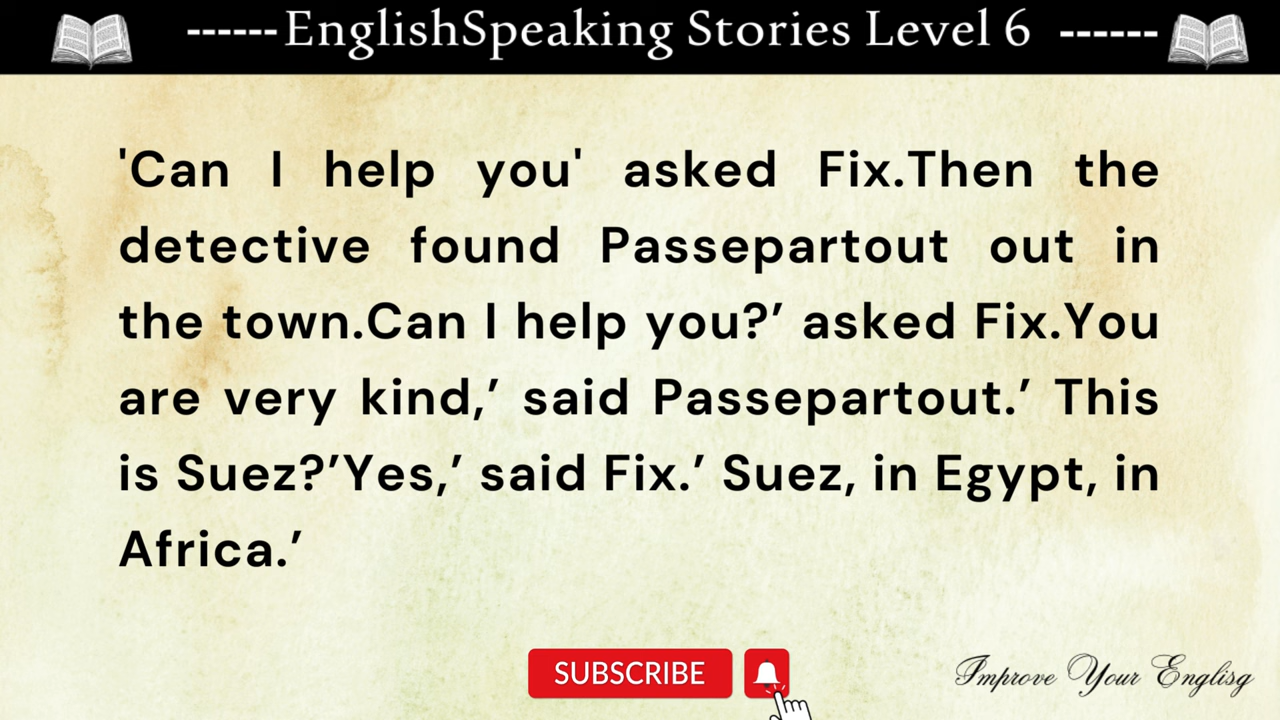 ------EnglishSpeaking Stories Level 6 ------
'Can I help you' asked Fix.Then the
detective found Passepartout out in
the town.Can I help you?’ asked Fix.You
are very kind,’ said Passepartout.’ This
is Suez?’Yes,’ said Fix.’ Suez, in Egypt, in
Africa.’
SUBSCRIBE
Improve Your Englisg